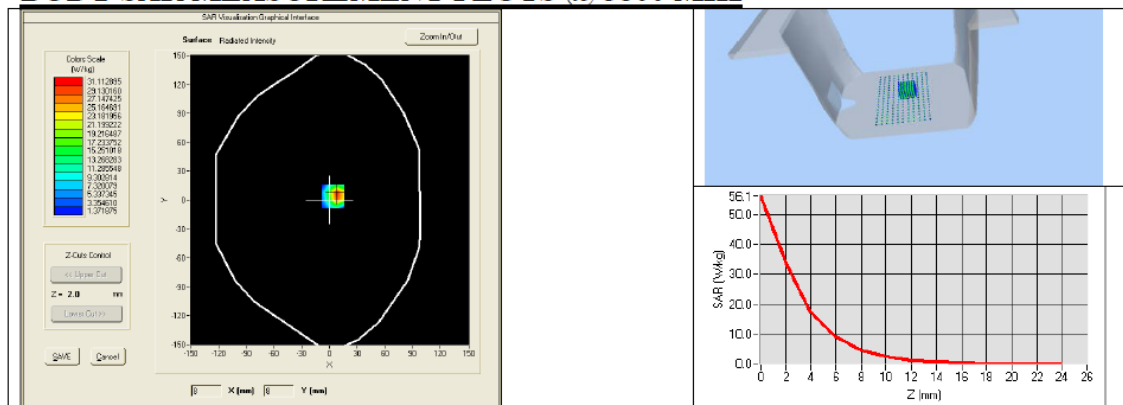 SAR Visualisation Graphical Interface
Surface Radiated Intensity
Zoom In/Out
Colors Scale
(W/kg)
31.112895
29.130160
27.147425
25.164691
23.181956
21.199222
19.216487
17.233752
15.251018
13.268283
11.285548
9.302814
7.320079
5.337345
3.354610
1.371875
Z-Cuts Control
<< Upper Cut
Z = 2.0 mm
Lower Cut >>
SAVE Cancel
150-
120-
90-
60-
30-
0-
-30-
-60-
-90-
-120-
-150-
Y
-150 -120 -90 -60 -30 0 30 60 90 120 150
X
8 X (mm) 8 Y (mm)
56.1-
50.0-
40.0-
30.0-
20.0-
10.0-
0.0-
SAR (W/kg)
0 2 4 6 8 10 12 14 16 18 20 22 24 26
Z (mm)